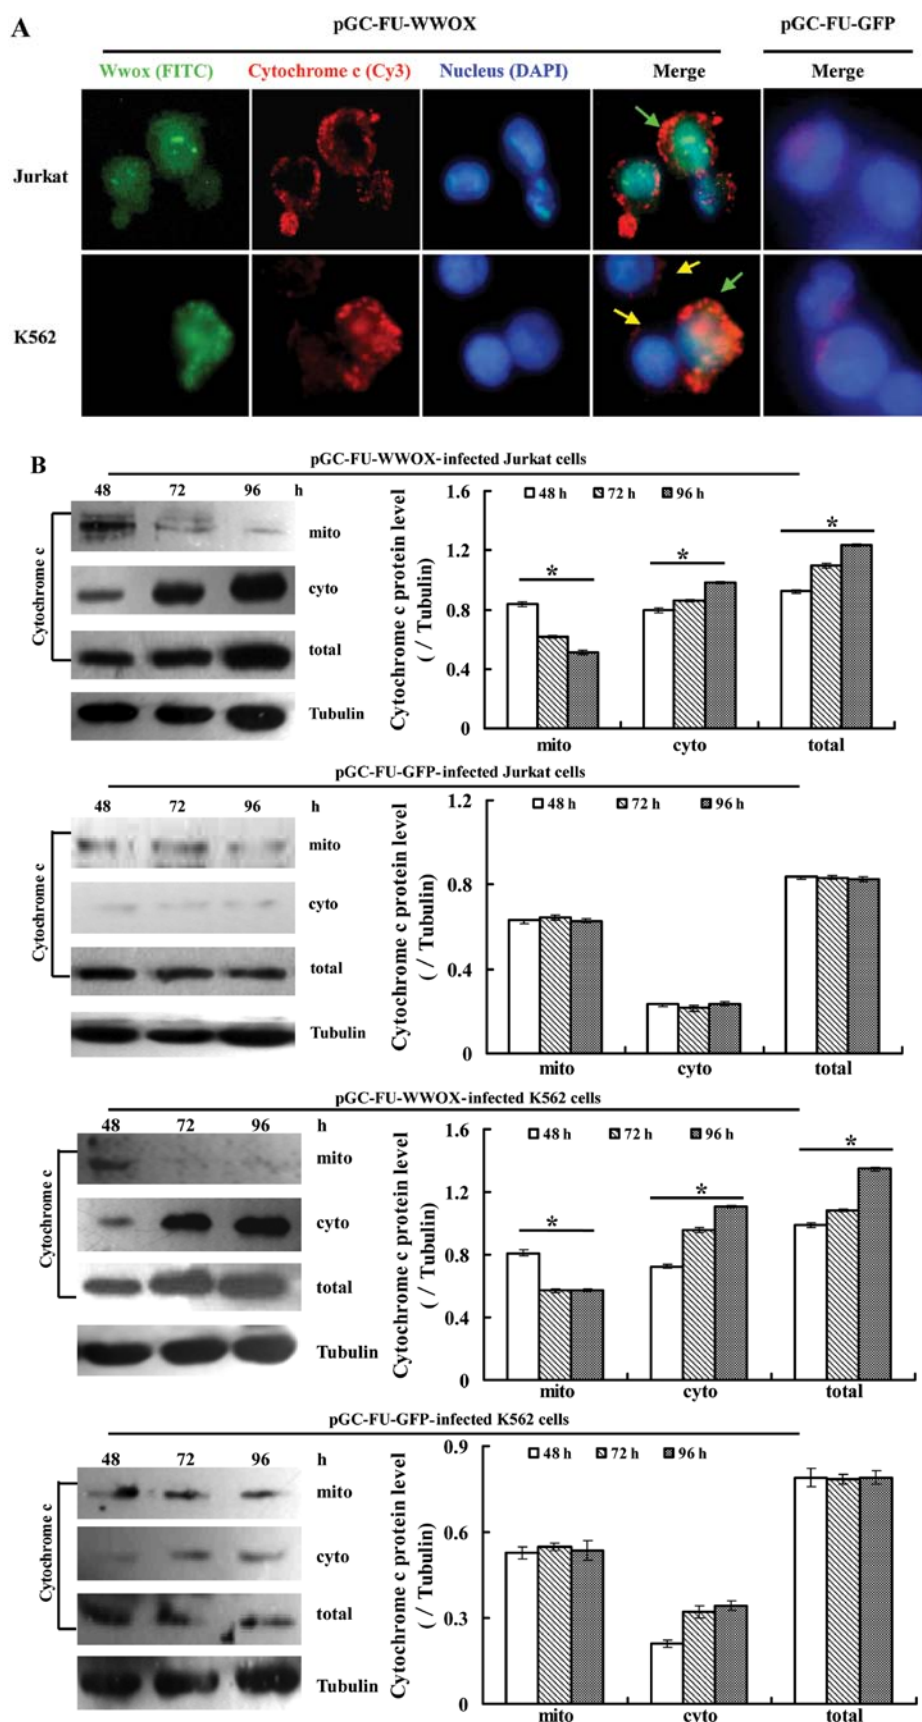 A
pGC-FU-WWOX
pGC-FU-GFP
Wwox (FITC)
Cytochrome c (Cy3)
Nucleus (DAPI)
Merge
Merge
Jurkat
K562
B
pGC-FU-WWOX-infected Jurkat cells
48 72 96 h
Cytochrome c
mito
cyto
total
Tubulin
Cytochrome c protein level
( / Tubulin)
1.6
1.2
0.8
0.4
0
48 h 72 h 96 h
*
*
*
mito cyto total
pGC-FU-GFP-infected Jurkat cells
48 72 96 h
Cytochrome c
mito
cyto
total
Tubulin
Cytochrome c protein level
( / Tubulin)
1.2
0.8
0.4
0
48 h 72 h 96 h
mito cyto total
pGC-FU-WWOX-infected K562 cells
48 72 96 h
Cytochrome c
mito
cyto
total
Tubulin
Cytochrome c protein level
( / Tubulin)
1.6
1.2
0.8
0.4
0
48 h 72 h 96 h
*
*
*
mito cyto total
pGC-FU-GFP-infected K562 cells
48 72 96 h
Cytochrome c
mito
cyto
total
Tubulin
Cytochrome c protein level
( / Tubulin)
0.9
0.6
0.3
0
48 h 72 h 96 h
mito cyto total